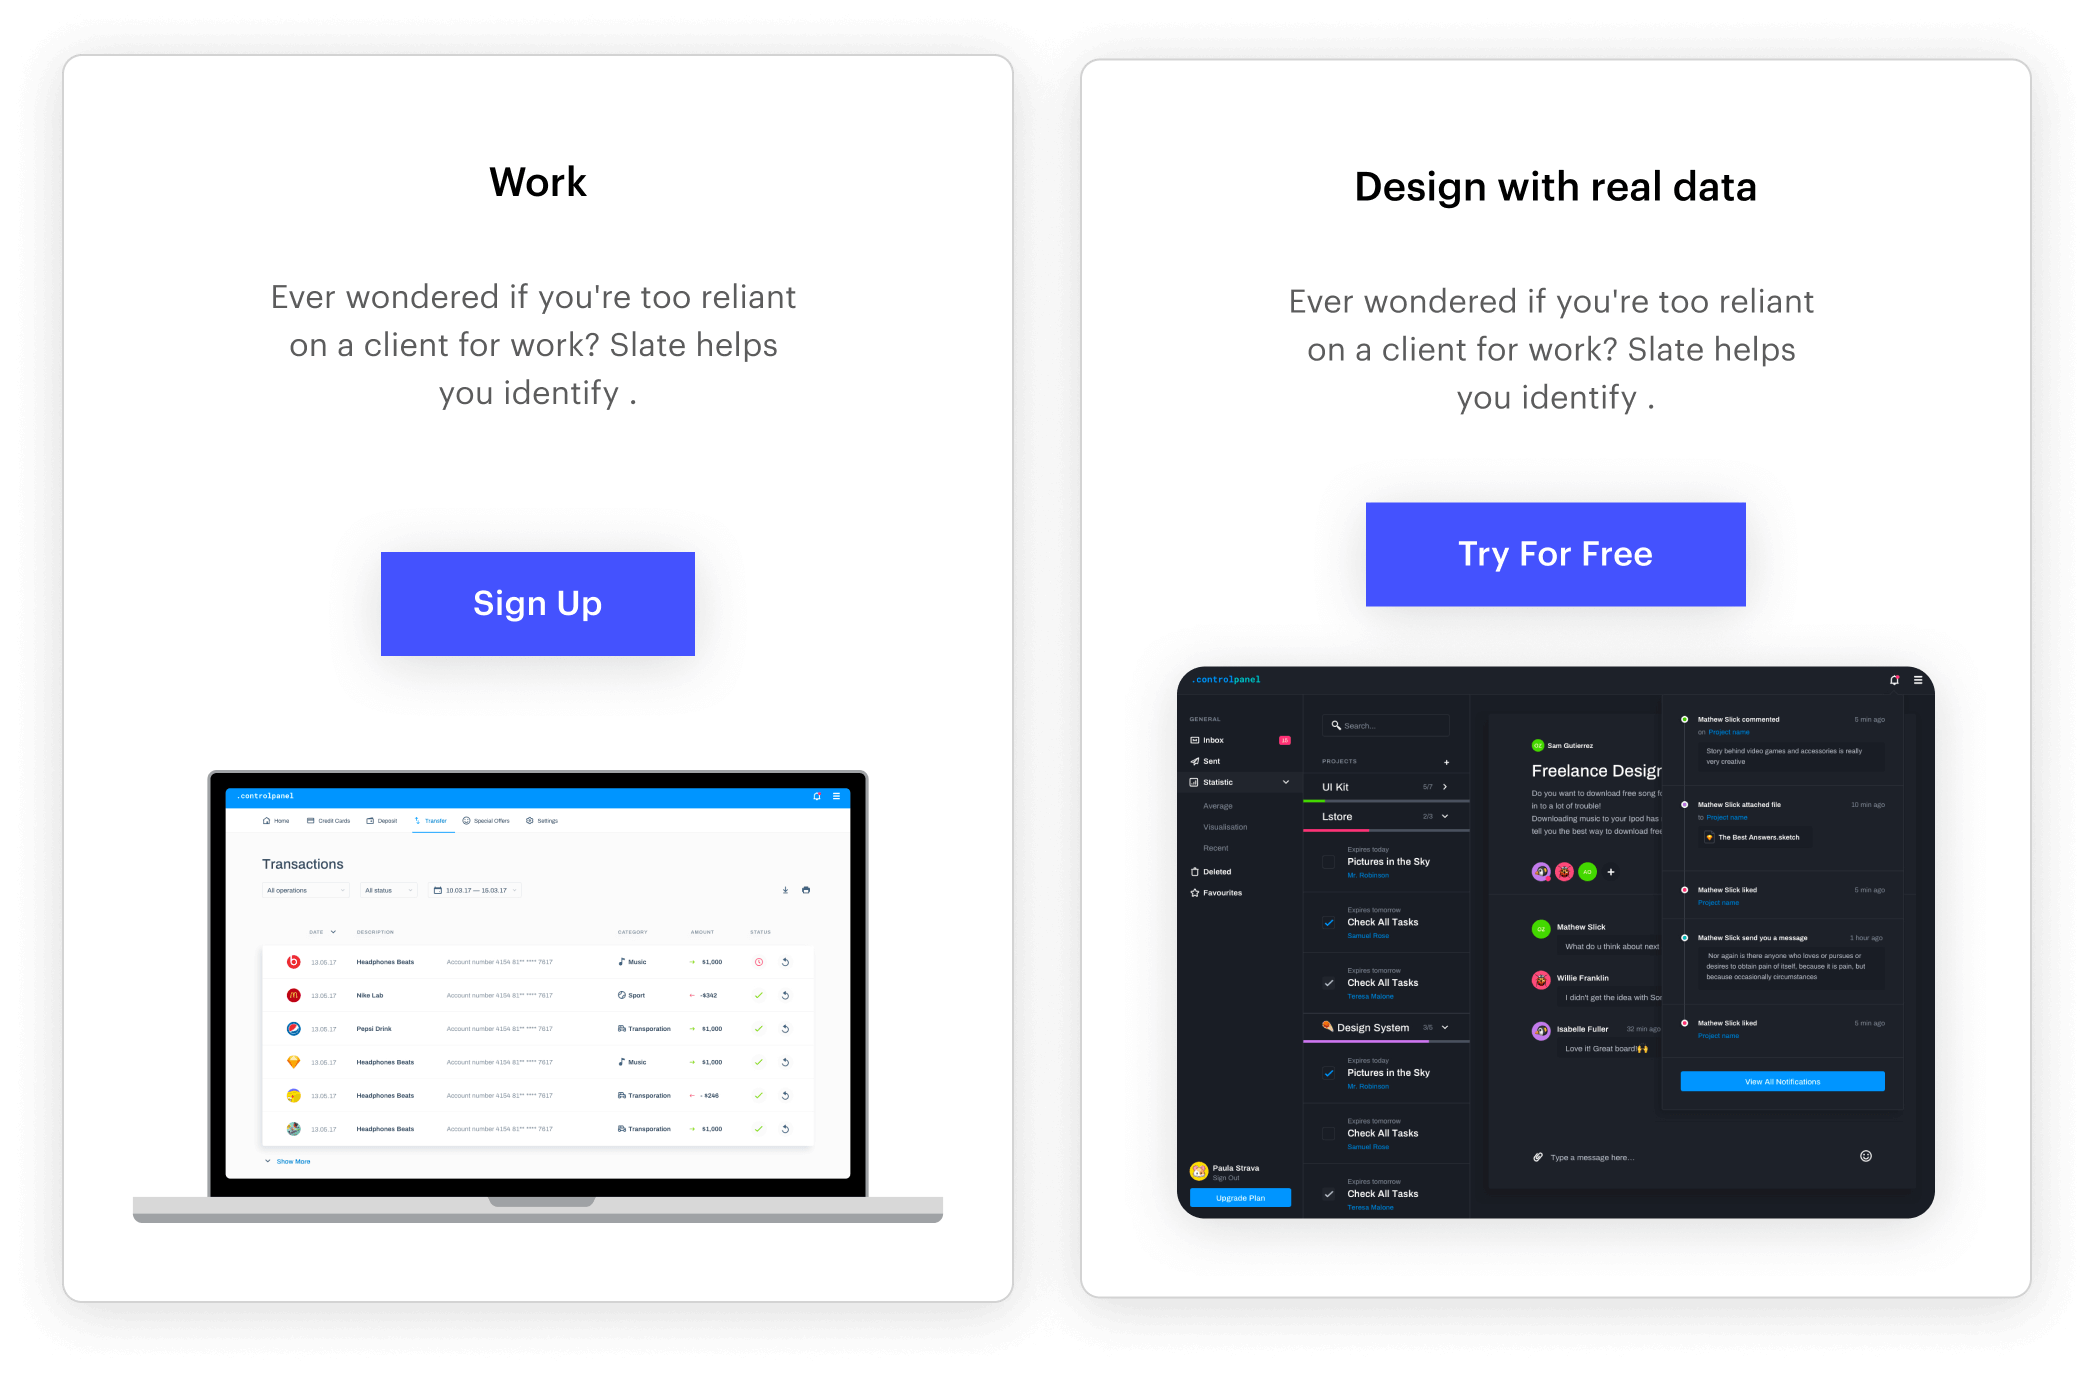 Work
Ever wondered if you're too reliant
on a client for work? Slate helps
you identify .
Sign Up
.controlpanel
Home Credit Cards Deposit Transfer Special Offers Settings
Transactions
All operations All status 10.03.17 — 15.03.17
DATE DESCRIPTION CATEGORY AMOUNT STATUS
13.05.17 Headphones Beats Account number 4154 81** **** 7617 Music $1,000
13.05.17 Nike Lab Account number 4154 81** **** 7617 Sport -$342
13.05.17 Pepsi Drink Account number 4154 81** **** 7617 Transporation $1,000
13.05.17 Headphones Beats Account number 4154 81** **** 7617 Music $1,000
13.05.17 Headphones Beats Account number 4154 81** **** 7617 Transporation - $246
13.05.17 Headphones Beats Account number 4154 81** **** 7617 Transporation $1,000
Show More
Design with real data
Ever wondered if you're too reliant
on a client for work? Slate helps
you identify .
Try For Free
.controlpanel
GENERAL
Inbox
Sent
Statistic
Average
Visualisation
Recent
Deleted
Favourites
Paula Strava
Sign Out
Upgrade Plan
Search...
PROJECTS +
UI Kit 5/7
Lstore 2/3
Expires today
Pictures in the Sky
Mr. Robinson
Expires tomorrow
Check All Tasks
Samuel Rose
Expires tomorrow
Check All Tasks
Teresa Malone
Design System 3/5
Expires today
Pictures in the Sky
Mr. Robinson
Expires tomorrow
Check All Tasks
Samuel Rose
Expires tomorrow
Check All Tasks
Teresa Malone
OZ Sam Gutierrez
Freelance Design
Do you want to download free song fo
in to a lot of trouble!
Downloading music to your Ipod has
tell you the best way to download free
AG +
OZ Mathew Slick
What do u think about next
Willie Franklin
I didn't get the idea with Sor
Isabelle Fuller 32 min ago
Love it! Great board!
Type a message here...
Mathew Slick commented 5 min ago
on Project name
Story behind video games and accessories is really
very creative
Mathew Slick attached file 10 min ago
to Project name
The Best Answers.sketch
Mathew Slick liked 5 min ago
Project name
Mathew Slick send you a message 1 hour ago
Nor again is there anyone who loves or pursues or
desires to obtain pain of itself, because it is pain, but
because occasionally circumstances
Mathew Slick liked 5 min ago
Project name
View All Notifications